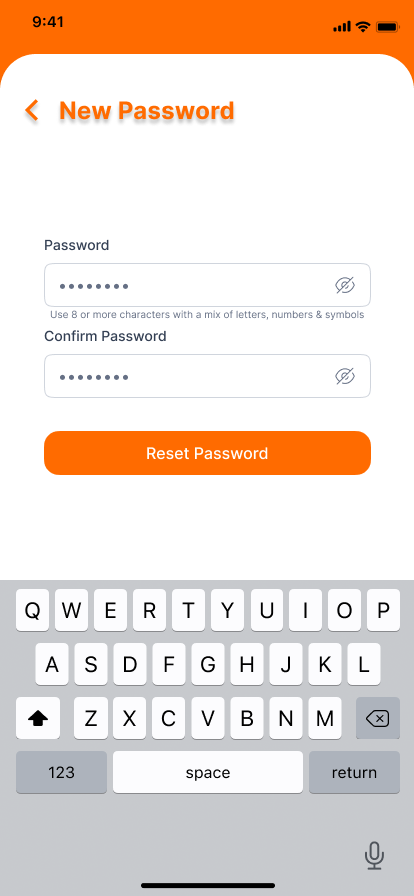 9:41
New Password
Password
••••••••
Use 8 or more characters with a mix of letters, numbers & symbols
Confirm Password
••••••••
Reset Password
Q W E R T Y U I O P
A S D F G H J K L
Z X C V B N M
123 space return